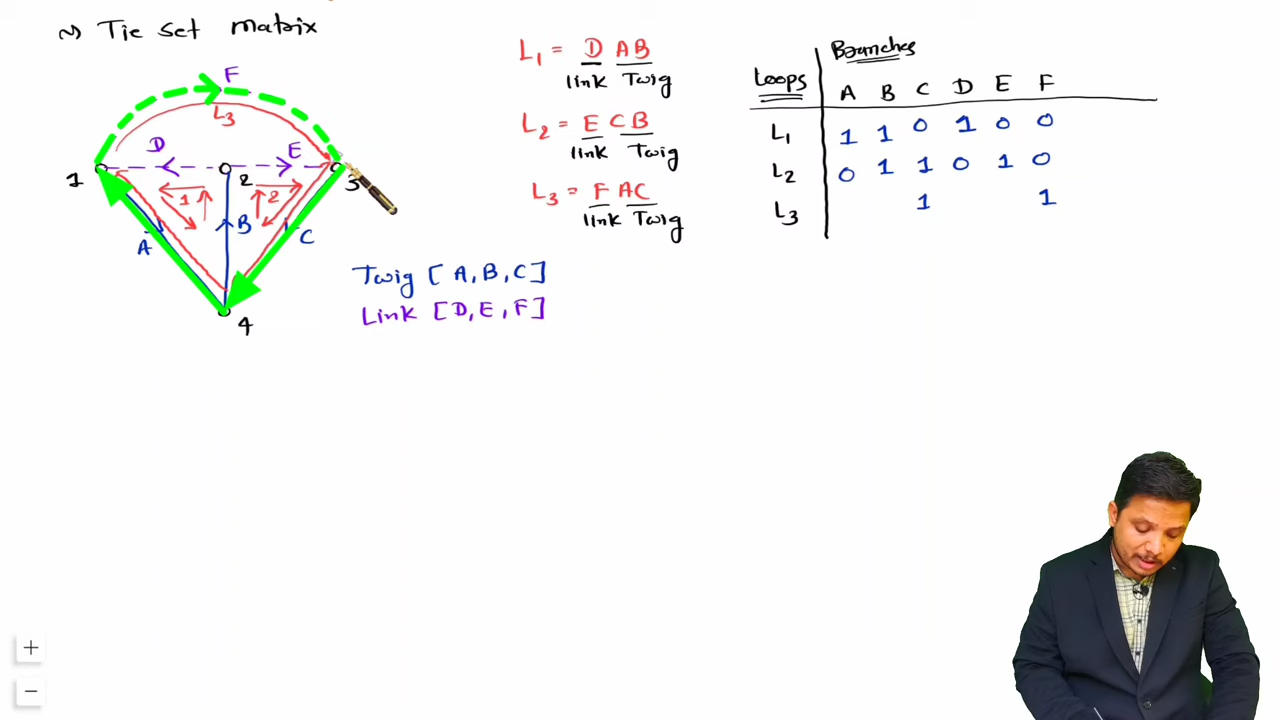 ~) Tie set matrix
F
L3
D
E
1
2
3
1
2
A
B
C
4
L1 = D AB
link Twig
L2 = E CB
link Twig
L3 = F AC
link Twig
Twig [A, B, C]
Link [D, E, F]
Branches
Loops A B C D E F
L1 1 1 0 1 0 0
L2 0 1 1 0 1 0
L3 1 1
+
−